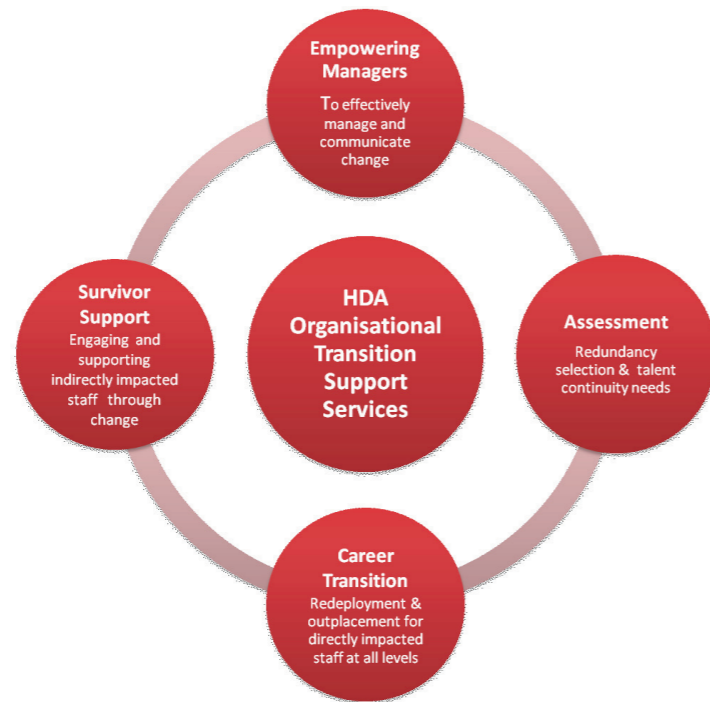 Empowering
Managers
To effectively
manage and
communicate
change
Survivor
Support
Engaging and
supporting
indirectly impacted
staff through
change
HDA
Organisational
Transition
Support
Services
Assessment
Redundancy
selection & talent
continuity needs
Career
Transition
Redeployment &
outplacement for
directly impacted
staff at all levels